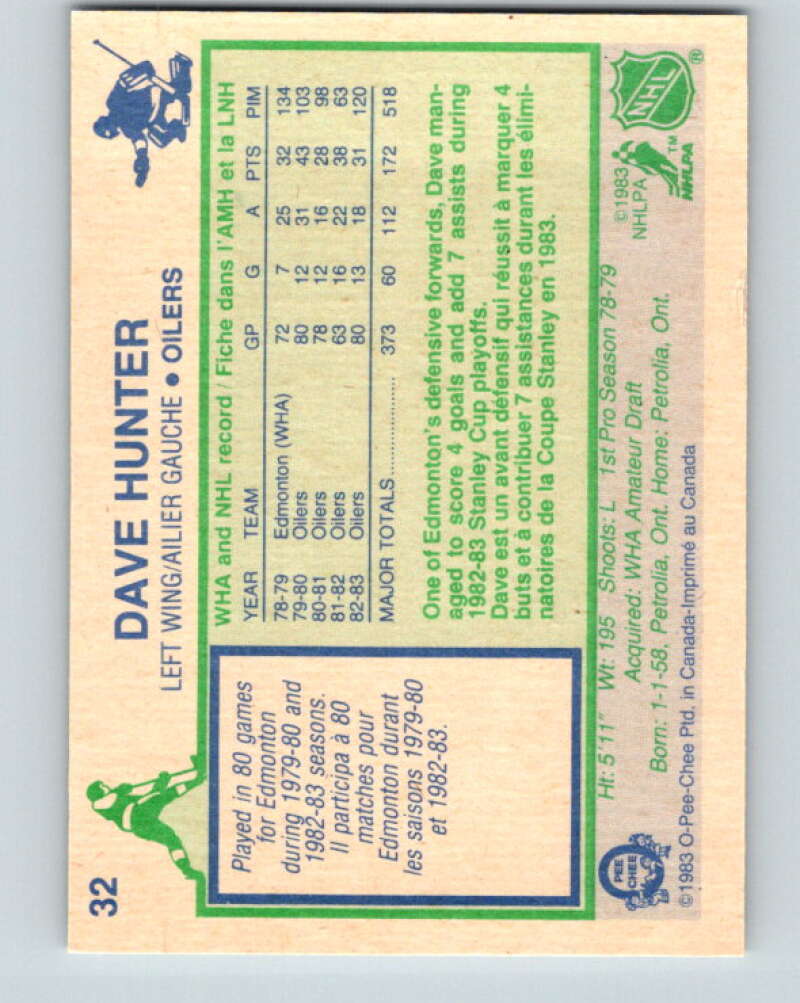 32
DAVE HUNTER
LEFT WING/AILIER GAUCHE • OILERS
Played in 80 games
for Edmonton
during 1979-80 and
1982-83 seasons.
Il participa à 80
matches pour
Edmonton durant
les saisons 1979-80
et 1982-83.
WHA and NHL record / Fiche dans l'AMH et la LNH
YEAR TEAM GP G A PTS PIM
78-79 Edmonton (WHA) 72 7 25 32 134
79-80 Oilers 80 12 31 43 103
80-81 Oilers 78 12 16 28 98
81-82 Oilers 63 16 22 38 63
82-83 Oilers 80 13 18 31 120
MAJOR TOTALS .................... 373 60 112 172 518
One of Edmonton's defensive forwards, Dave man-
aged to score 4 goals and add 7 assists during
1982-83 Stanley Cup playoffs.
Dave est un avant défensif qui réussit à marquer 4
buts et à contribuer 7 assistances durant les élimi-
natoires de la Coupe Stanley en 1983.
Ht: 5'11" Wt: 195 Shoots: L 1st Pro Season 78-79
Acquired: WHA Amateur Draft
Born: 1-1-58, Petrolia, Ont. Home: Petrolia, Ont.
©1983 O-Pee-Chee Ptd. in Canada-Imprimé au Canada
O
PEE
CHEE
©1983
NHLPA
NHLPA
TM
NHL
®